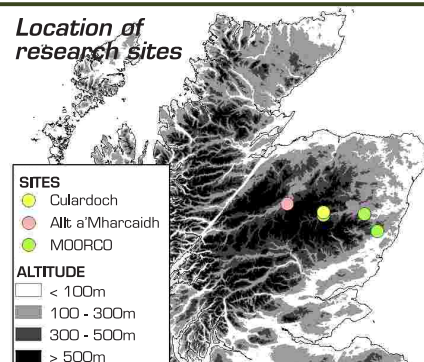 Location of
research sites
SITES
Culardoch
Allt a'Mharcaidh
MOORCO
ALTITUDE
< 100m
100 - 300m
300 - 500m
> 500m